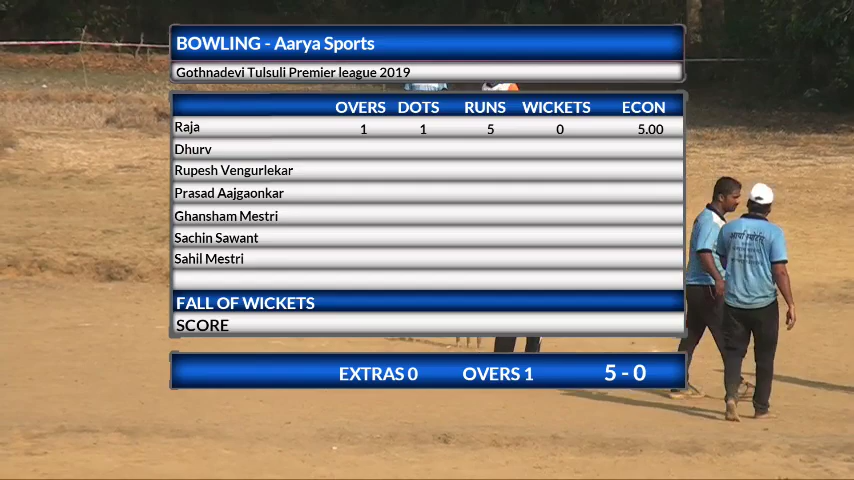 BOWLING - Aarya Sports
Gothnadevi Tulsuli Premier league 2019
OVERS DOTS RUNS WICKETS ECON
Raja 1 1 5 0 5.00
Dhurv
Rupesh Vengurlekar
Prasad Aajgaonkar
Ghansham Mestri
Sachin Sawant
Sahil Mestri
FALL OF WICKETS
SCORE
EXTRAS 0 OVERS 1 5 - 0
आर्या स्पोर्टस्